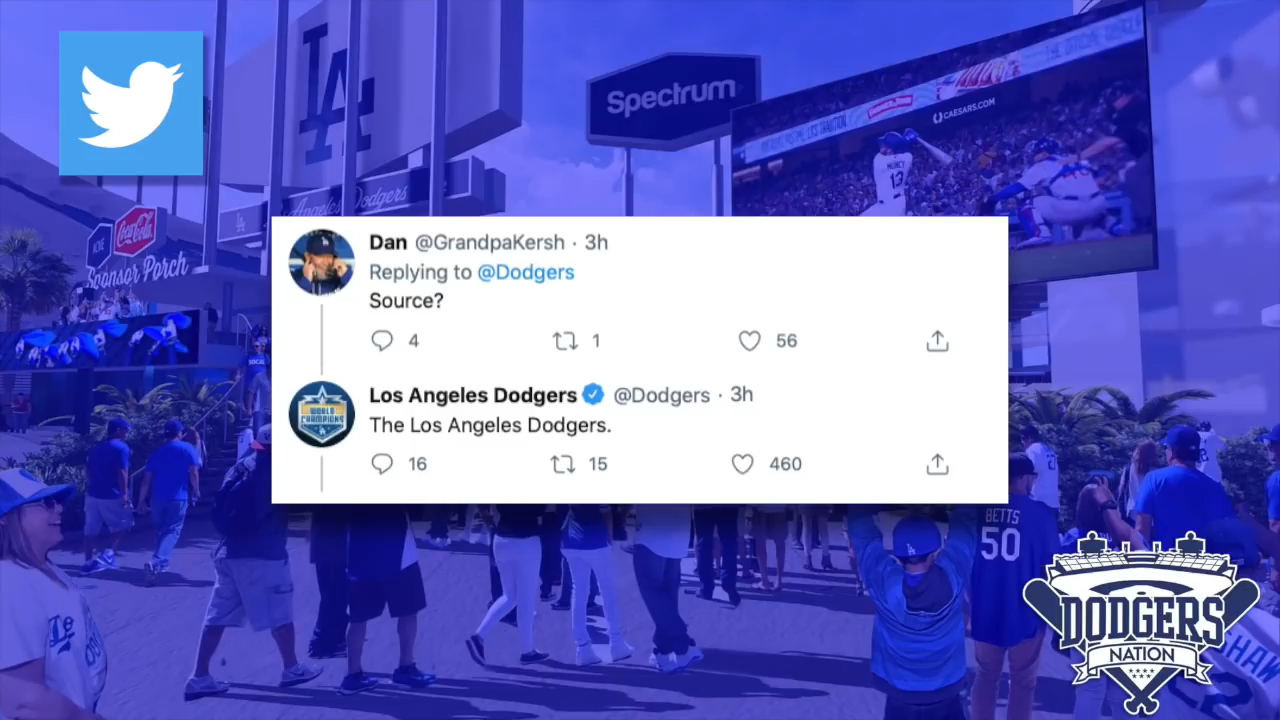 LA
Spectrum
CAESARS.COM
MUNCY
13
Angeles Dodgers
LA
Coca-Cola
Sponsor Porch
Dan @GrandpaKersh · 3h
Replying to @Dodgers
Source?
4 1 56
WORLD
CHAMPIONS
Los Angeles Dodgers @Dodgers · 3h
The Los Angeles Dodgers.
16 15 460
BETTS
50
DODGERS
NATION